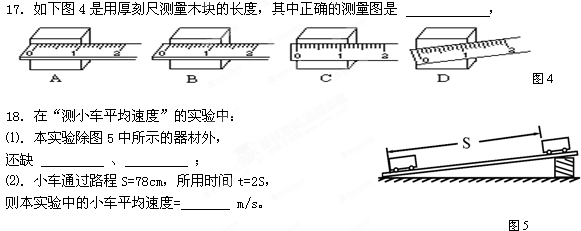 17. 如下图 4 是用厚刻尺测量木块的长度，其中正确的测量图是 ____________，
0 1 2
A
0 1 2
B
0 1 2
C
0 1 2
D
图 4
18. 在“测小车平均速度”的实验中：
⑴. 本实验除图 5 中所示的器材外，
还缺 _________ 、_________ ；
⑵. 小车通过路程 S=78cm，所用时间 t=2S，
则本实验中的小车平均速度=_______ m/s。
S
图 5